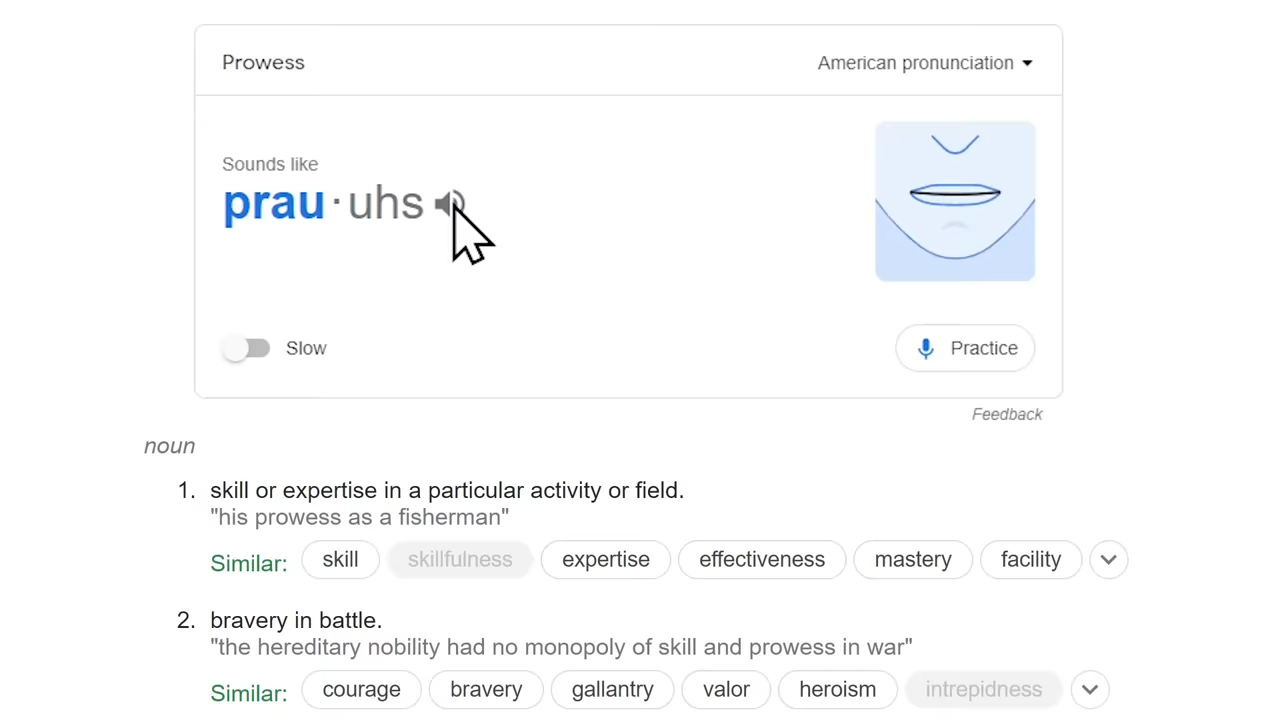 Prowess American pronunciation
Sounds like
prau·uhs
Slow Practice
Feedback
noun
1. skill or expertise in a particular activity or field.
"his prowess as a fisherman"
Similar: skill skillfulness expertise effectiveness mastery facility
2. bravery in battle.
"the hereditary nobility had no monopoly of skill and prowess in war"
Similar: courage bravery gallantry valor heroism intrepidness